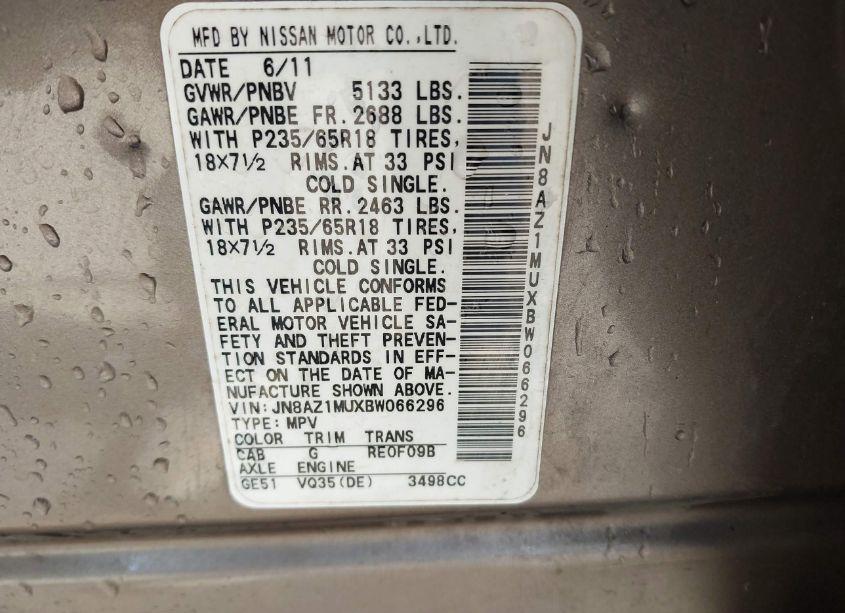 MFD BY NISSAN MOTOR CO.,LTD.
DATE 6/11
GVWR/PNBV 5133 LBS.
GAWR/PNBE FR.2688 LBS.
WITH P235/65R18 TIRES,
18×7½ RIMS.AT 33 PSI
COLD SINGLE.
GAWR/PNBE RR.2463 LBS.
WITH P235/65R18 TIRES,
18×7½ RIMS.AT 33 PSI
COLD SINGLE.
THIS VEHICLE CONFORMS
TO ALL APPLICABLE FED-
ERAL MOTOR VEHICLE SA-
FETY AND THEFT PREVEN-
TION STANDARDS IN EFF-
ECT ON THE DATE OF MA-
NUFACTURE SHOWN ABOVE.
VIN:JN8AZ1MUXBW066296
TYPE:MPV
COLOR TRIM TRANS
CAB G RE0F09B
AXLE ENGINE
GE51 VQ35(DE) 3498CC
JN8AZ1MUXBW066296